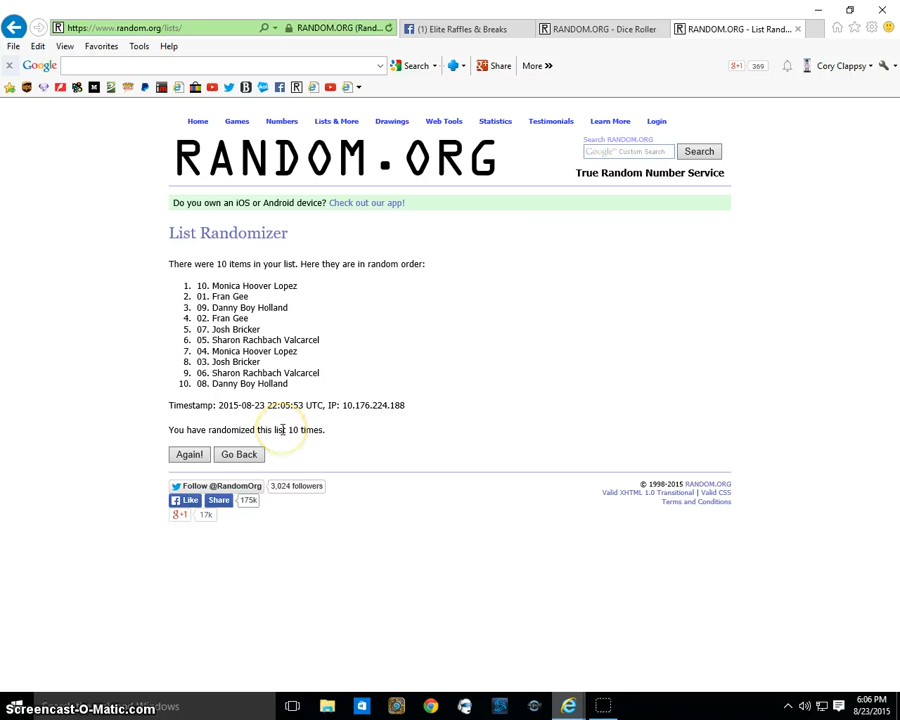 https://www.random.org/lists/
RANDOM.ORG (Rand...
Elite Raffles & Breaks
RANDOM.ORG - Dice Roller
RANDOM.ORG - List Rand...
File Edit View Favorites Tools Help
Google Search Share More »
369 Cory Clappsy
Home Games Numbers Lists & More Drawings Web Tools Statistics Testimonials Learn More Login
RANDOM.ORG
Search RANDOM.ORG
Google Custom Search Search
True Random Number Service
Do you own an iOS or Android device? Check out our app!
List Randomizer
There were 10 items in your list. Here they are in random order:
1. 10. Monica Hoover Lopez
2. 01. Fran Gee
3. 09. Danny Boy Holland
4. 02. Fran Gee
5. 07. Josh Bricker
6. 05. Sharon Rachbach Valcarcel
7. 04. Monica Hoover Lopez
8. 03. Josh Bricker
9. 06. Sharon Rachbach Valcarcel
10. 08. Danny Boy Holland
Timestamp: 2015-08-23 22:05:53 UTC, IP: 10.176.224.188
You have randomized this list 10 times.
Again! Go Back
Follow @RandomOrg 3,024 followers
Like Share 175k
g+1 17k
© 1998-2015 RANDOM.ORG
Valid XHTML 1.0 Transitional | Valid CSS
Terms and Conditions
Screencast-O-Matic.com
6:06 PM
8/23/2015